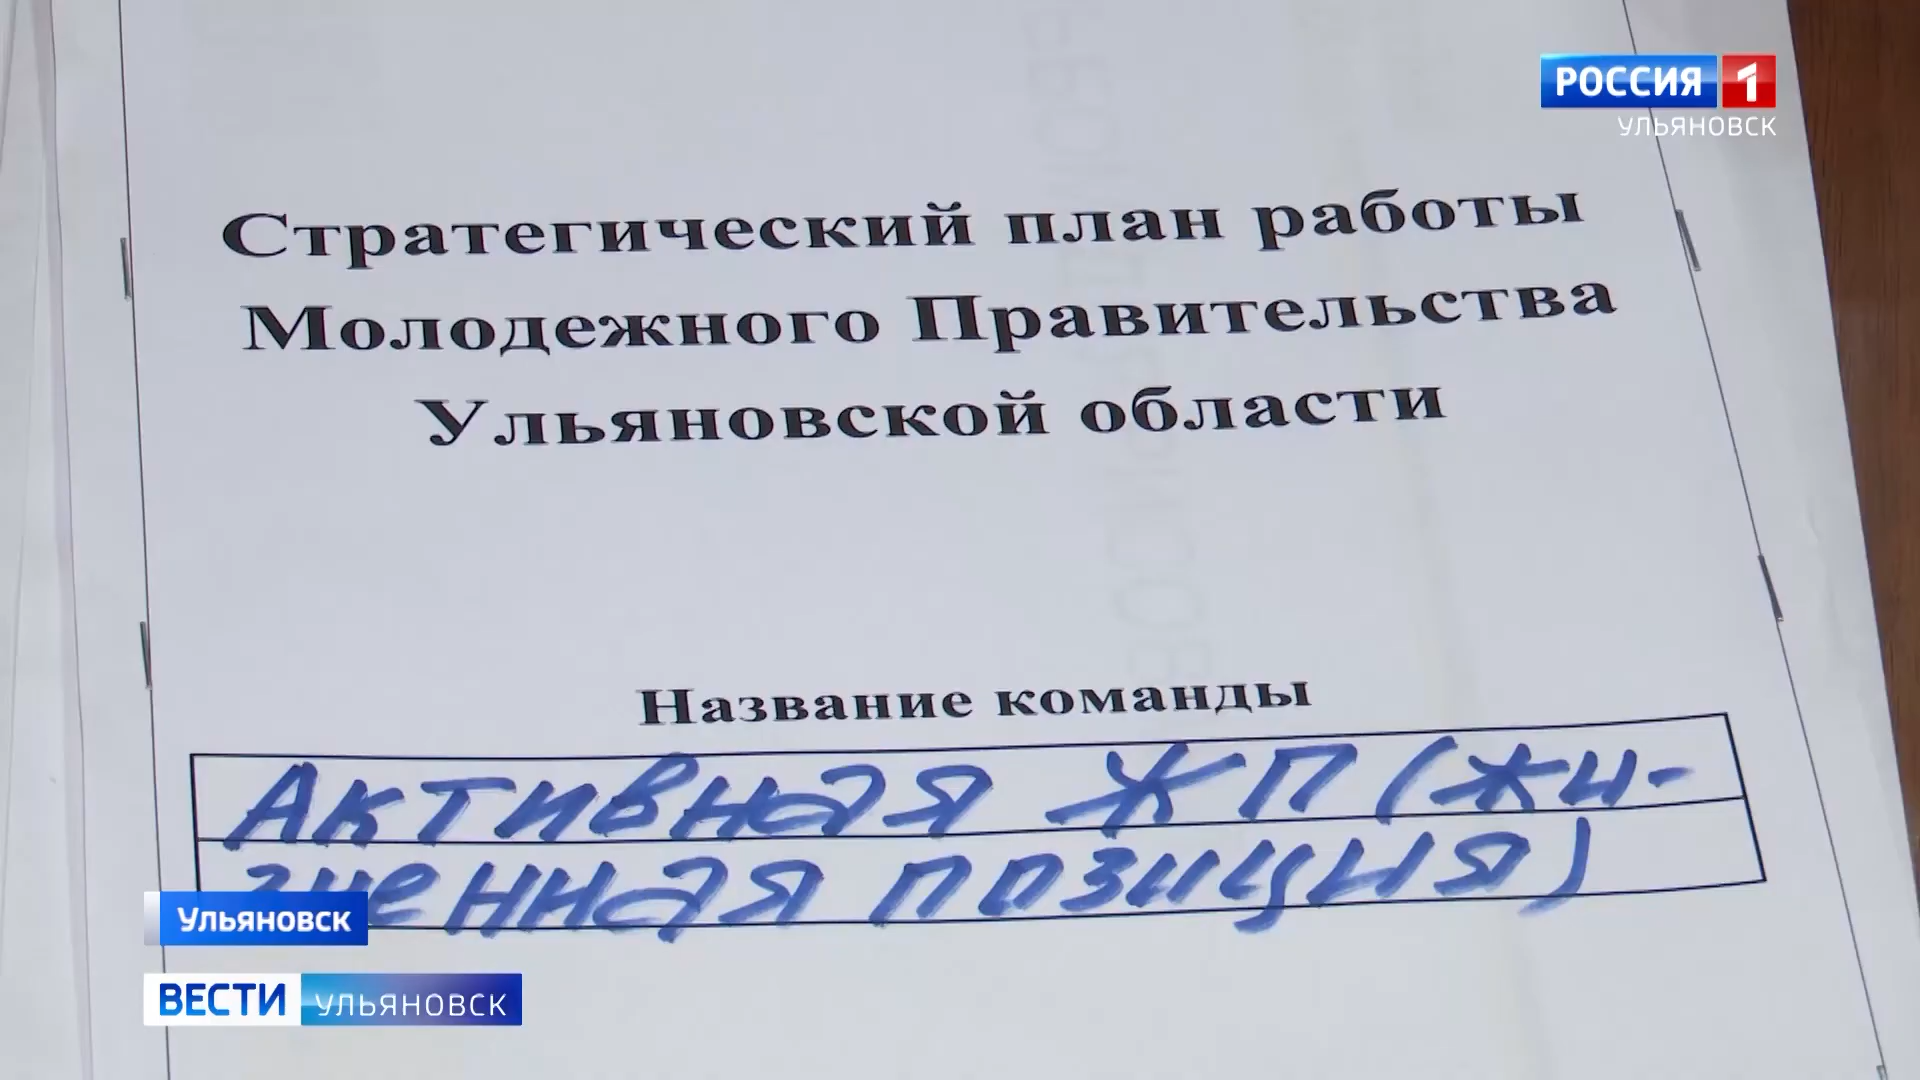 РОССИЯ 1
УЛЬЯНОВСК
Стратегический план работы
Молодежного Правительства
Ульяновской области
Название команды
Активная ЖП (жи-
зненная позиция)
Ульяновск
ВЕСТИ УЛЬЯНОВСК